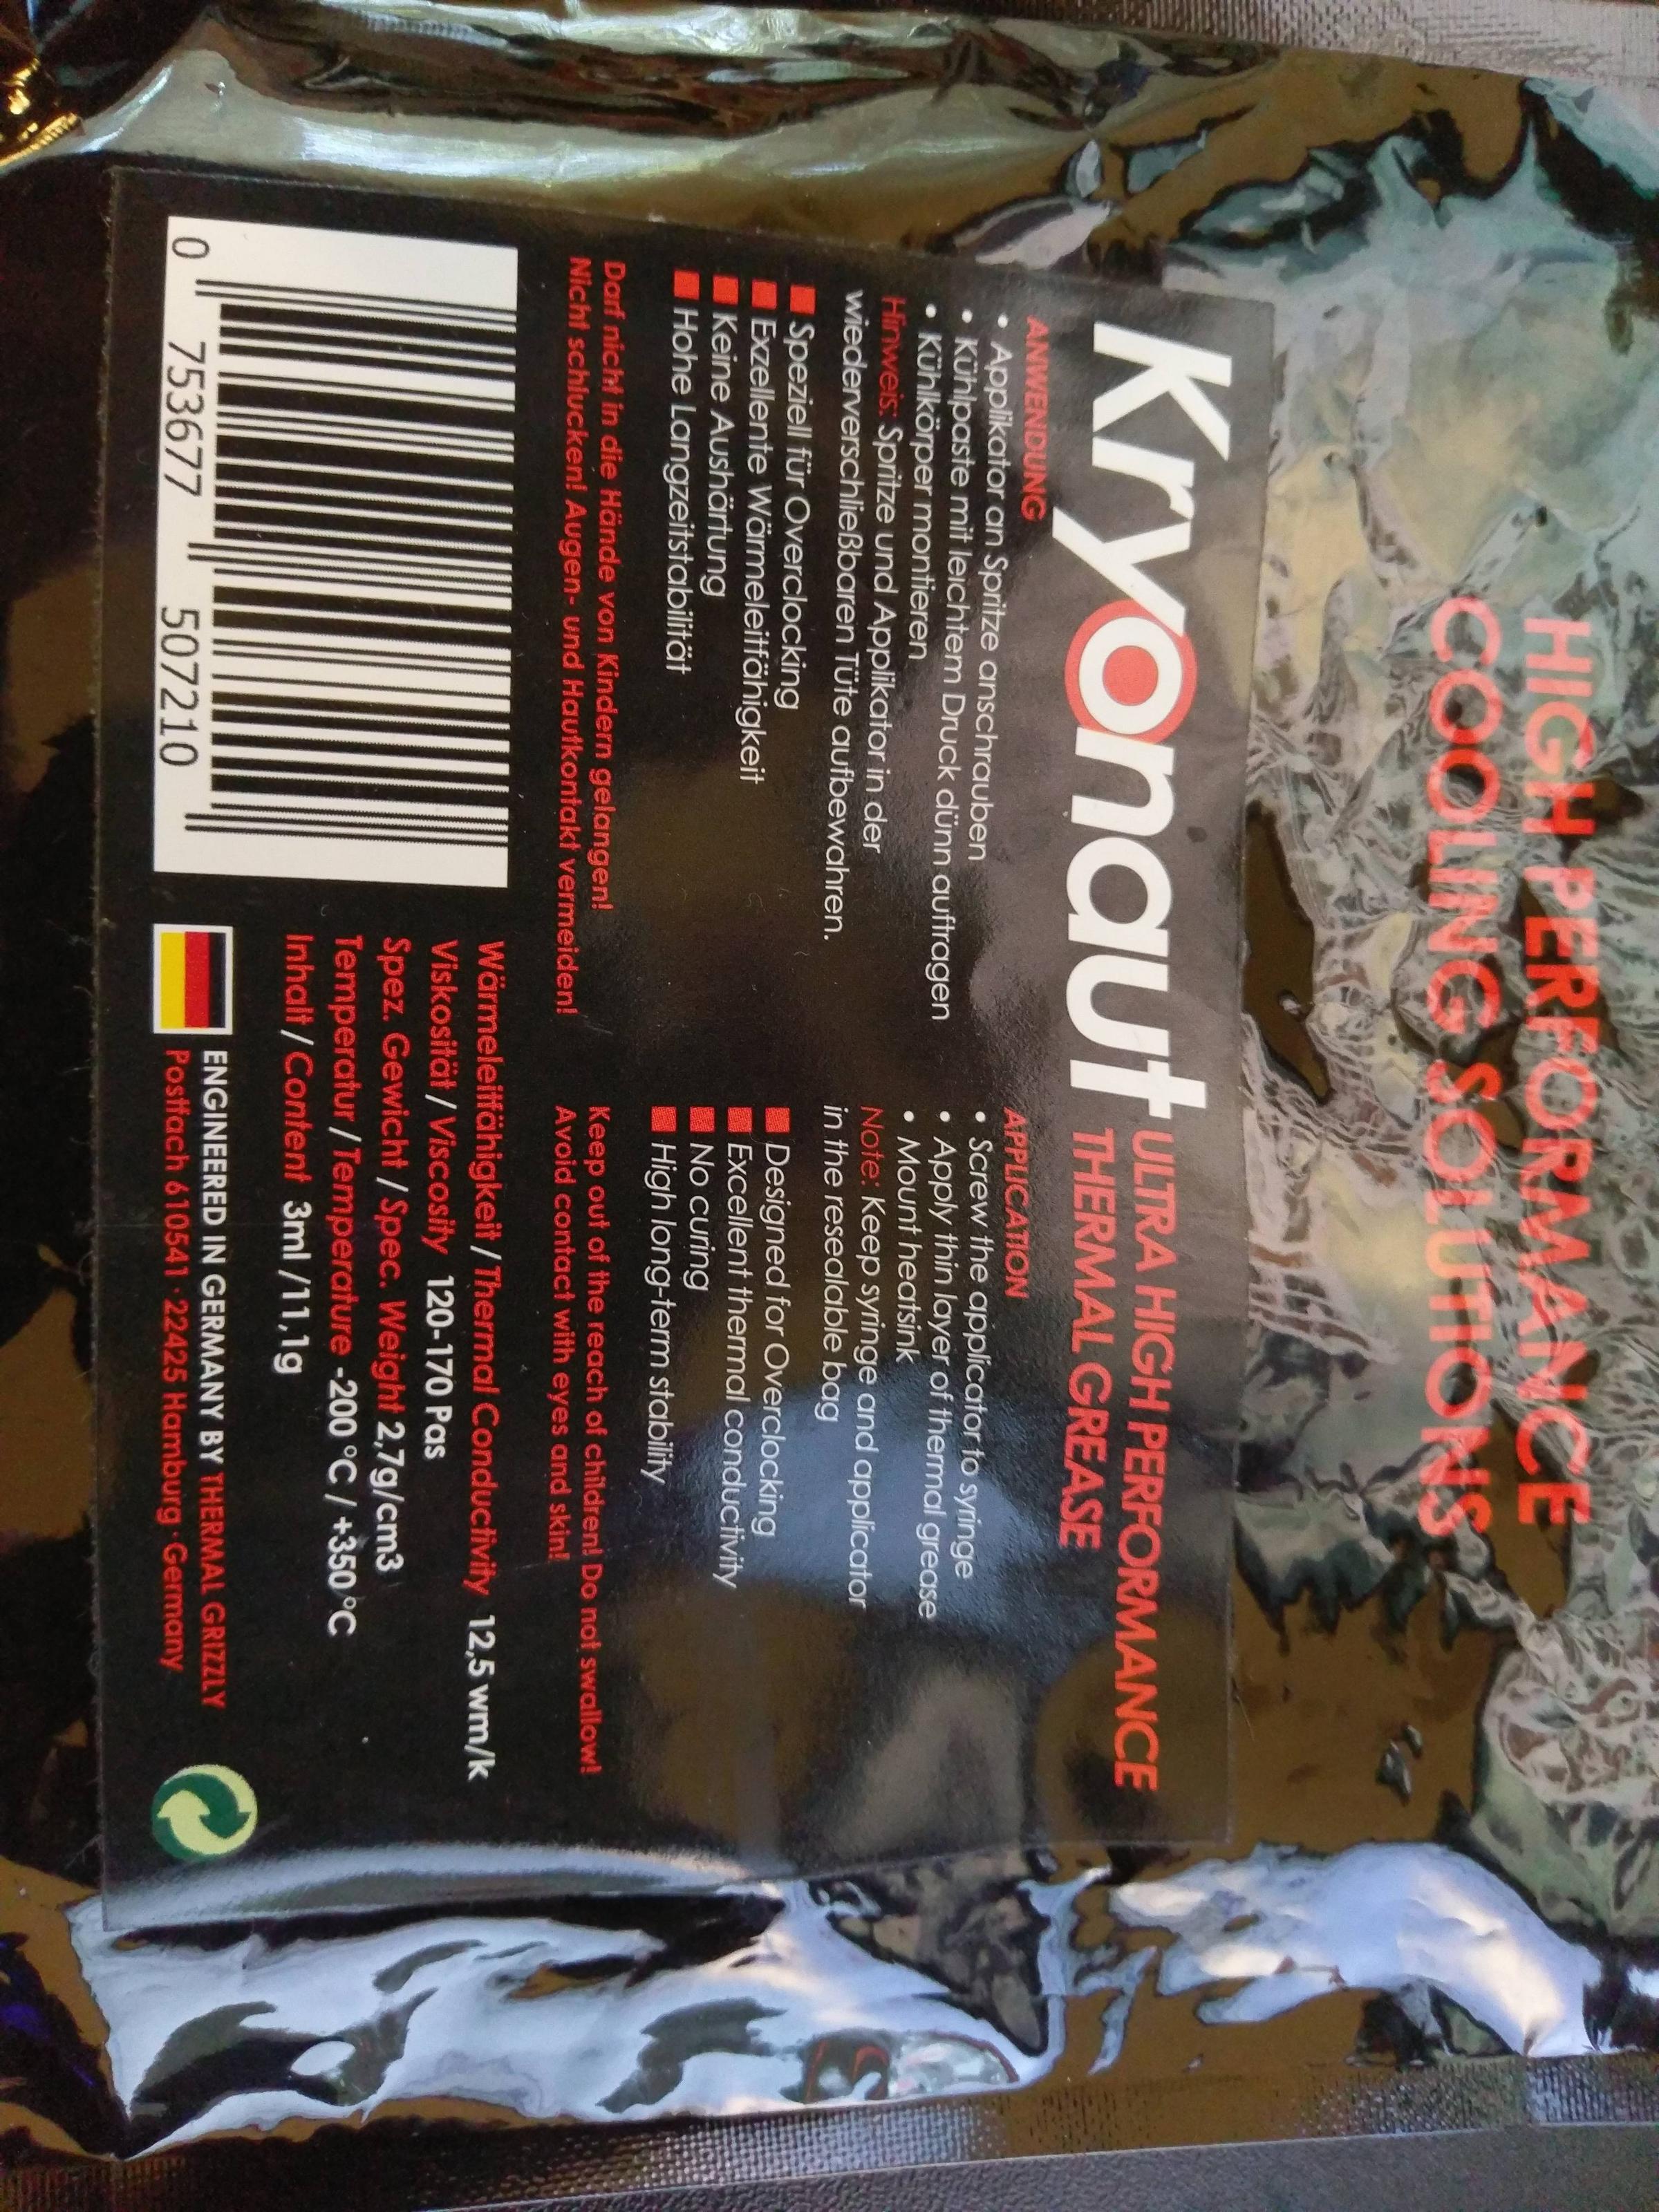 HIGH PERFORMANCE
COOLING SOLUTIONS
Kryonaut
ULTRA HIGH PERFORMANCE
THERMAL GREASE
ANWENDUNG
• Applikator an Spritze anschrauben
• Kühlpaste mit leichtem Druck dünn auftragen
• Kühlkörper montieren
Hinweis: Spritze und Applikator in der
wiederverschließbaren Tüte aufbewahren.
Speziell für Overclocking
Exzellente Wärmeleitfähigkeit
Keine Aushärtung
Hohe Langzeitstabilität
Darf nicht in die Hände von Kindern gelangen!
Nicht schlucken! Augen- und Hautkontakt vermeiden!
APPLICATION
• Screw the applicator to syringe
• Apply thin layer of thermal grease
• Mount heatsink
Note: Keep syringe and applicator
in the resealable bag
Designed for Overclocking
Excellent thermal conductivity
No curing
High long-term stability
Keep out of the reach of children! Do not swallow!
Avoid contact with eyes and skin!
0 753677 507210
Wärmeleitfähigkeit / Thermal Conductivity 12,5 wm/k
Viskosität / Viscosity 120-170 Pas
Spez. Gewicht / Spec. Weight 2,7g/cm3
Temperatur / Temperature -200 °C / +350°C
Inhalt / Content 3ml /11,1g
ENGINEERED IN GERMANY BY THERMAL GRIZZLY
Postfach 610541 · 22425 Hamburg · Germany